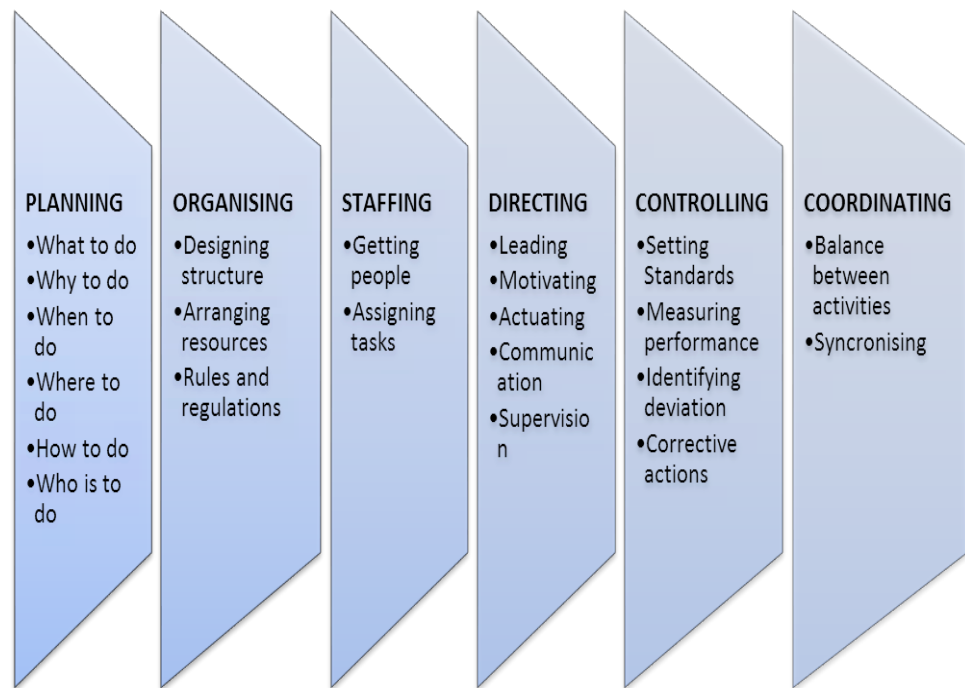 PLANNING
•What to do
•Why to do
•When to
do
•Where to
do
•How to do
•Who is to
do
ORGANISING
•Designing
structure
•Arranging
resources
•Rules and
regulations
STAFFING
•Getting
people
•Assigning
tasks
DIRECTING
•Leading
•Motivating
•Actuating
•Communic
ation
•Supervisio
n
CONTROLLING
•Setting
Standards
•Measuring
performance
•Identifying
deviation
•Corrective
actions
COORDINATING
•Balance
between
activities
•Syncronising